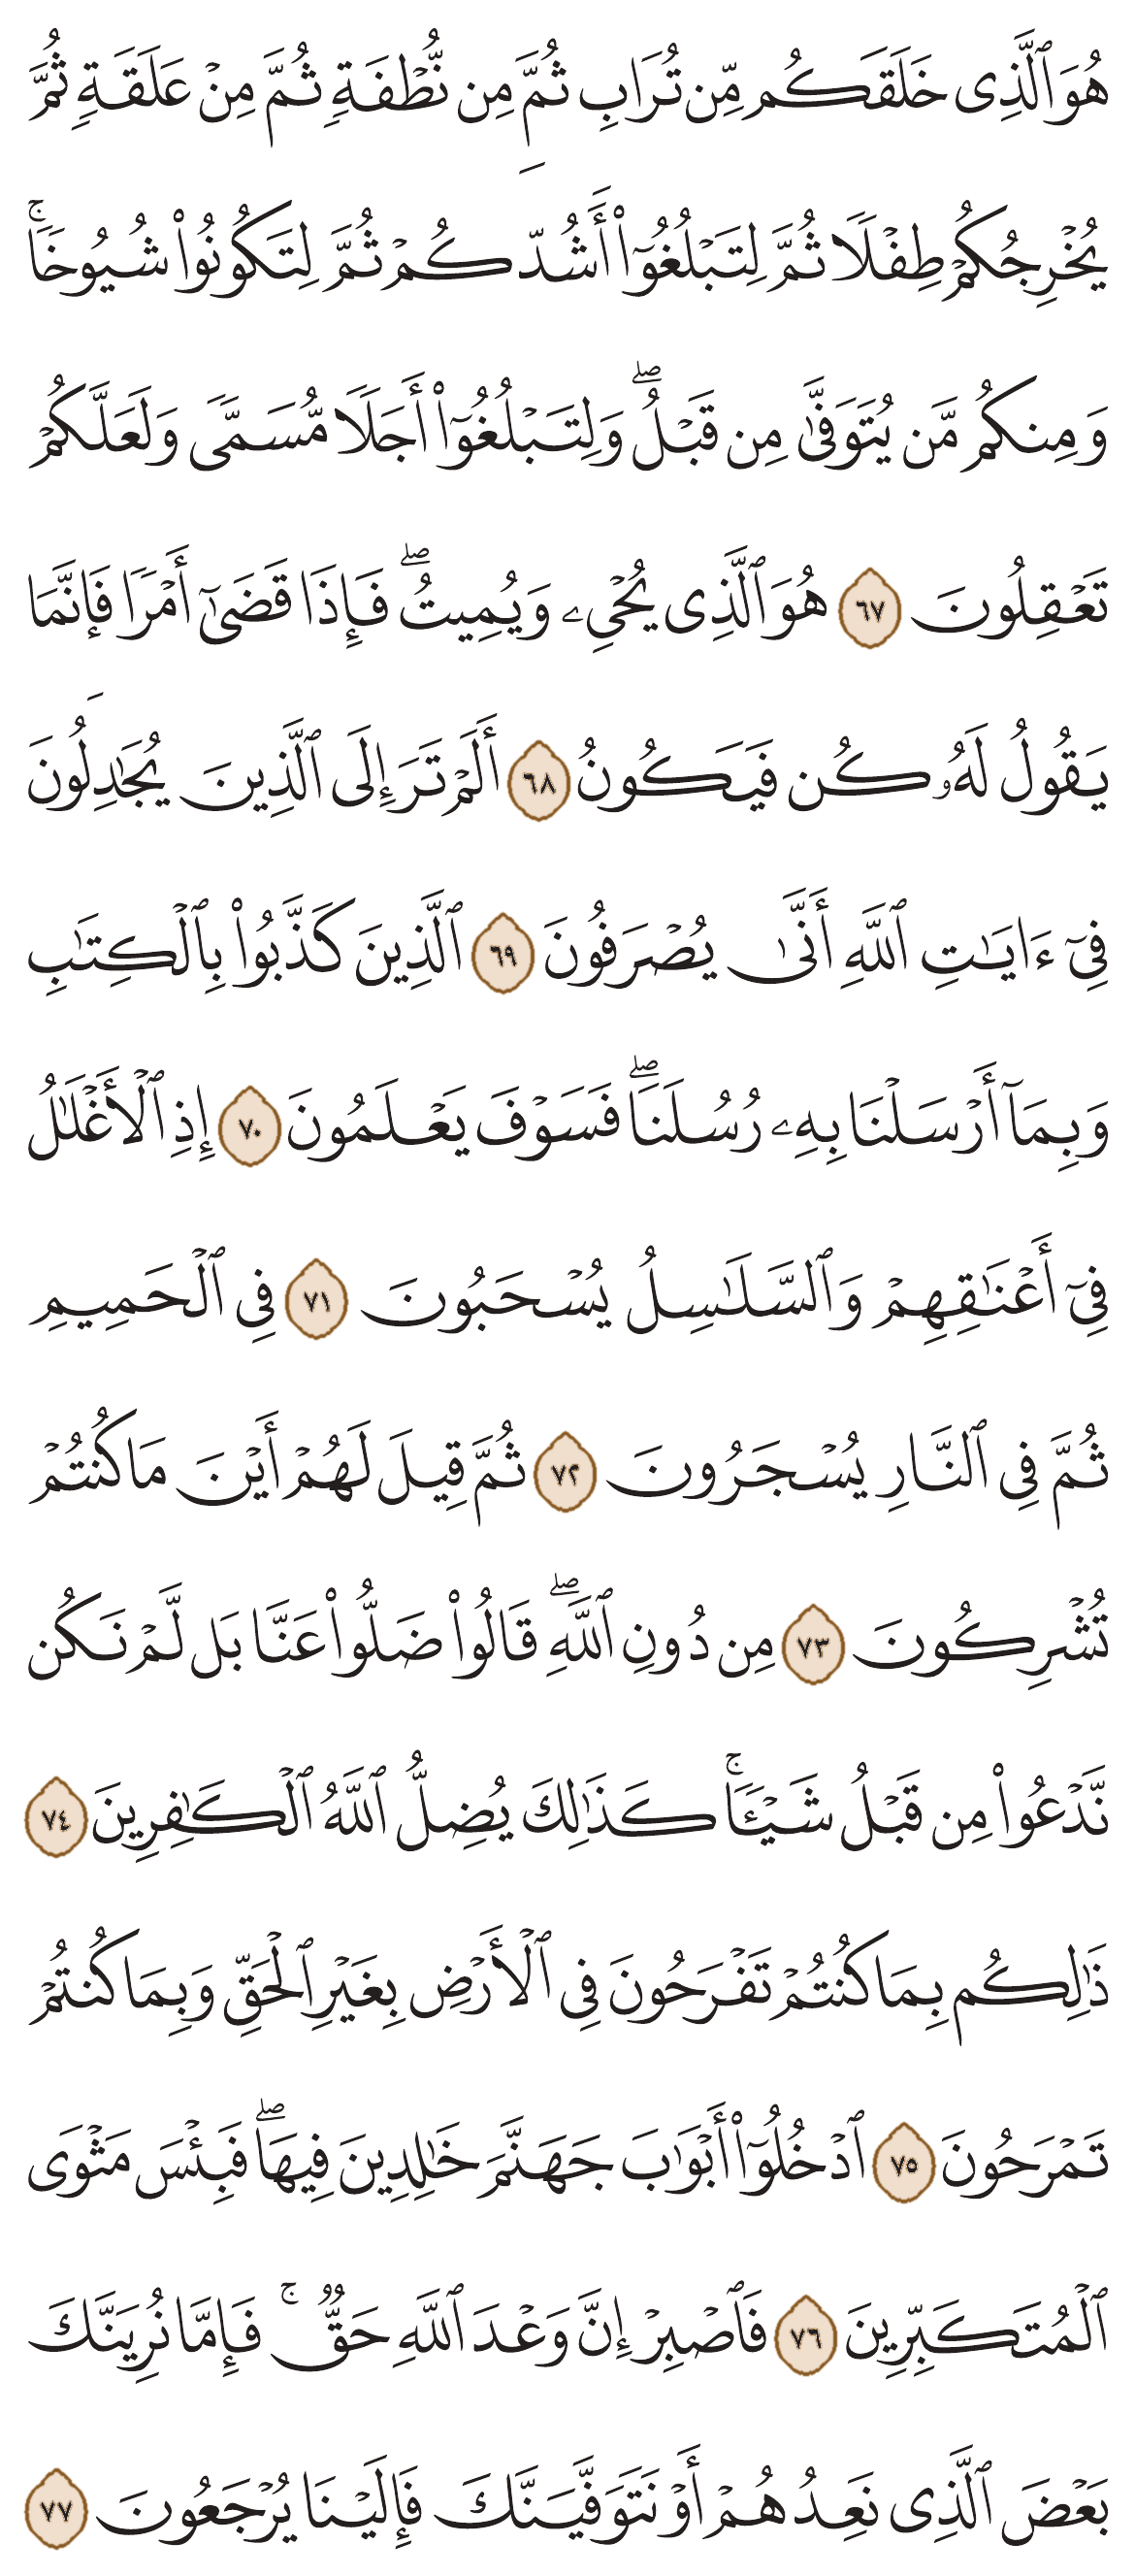 هُوَ ٱلَّذِى خَلَقَكُم مِّن تُرَابٍ ثُمَّ مِن نُّطْفَةٍ ثُمَّ مِنْ عَلَقَةٍ ثُمَّ
يُخْرِجُكُمْ طِفْلًا ثُمَّ لِتَبْلُغُوٓا۟ أَشُدَّكُمْ ثُمَّ لِتَكُونُوا۟ شُيُوخًا ۚ
وَمِنكُم مَّن يُتَوَفَّىٰ مِن قَبْلُ ۖ وَلِتَبْلُغُوٓا۟ أَجَلًا مُّسَمًّى وَلَعَلَّكُمْ
تَعْقِلُونَ ٦٧ هُوَ ٱلَّذِى يُحْىِۦ وَيُمِيتُ ۖ فَإِذَا قَضَىٰٓ أَمْرًا فَإِنَّمَا
يَقُولُ لَهُۥ كُن فَيَكُونُ ٦٨ أَلَمْ تَرَ إِلَى ٱلَّذِينَ يُجَٰدِلُونَ
فِىٓ ءَايَٰتِ ٱللَّهِ أَنَّىٰ يُصْرَفُونَ ٦٩ ٱلَّذِينَ كَذَّبُوا۟ بِٱلْكِتَٰبِ
وَبِمَآ أَرْسَلْنَا بِهِۦ رُسُلَنَا ۖ فَسَوْفَ يَعْلَمُونَ ٧٠ إِذِ ٱلْأَغْلَٰلُ
فِىٓ أَعْنَٰقِهِمْ وَٱلسَّلَٰسِلُ يُسْحَبُونَ ٧١ فِى ٱلْحَمِيمِ
ثُمَّ فِى ٱلنَّارِ يُسْجَرُونَ ٧٢ ثُمَّ قِيلَ لَهُمْ أَيْنَ مَا كُنتُمْ
تُشْرِكُونَ ٧٣ مِن دُونِ ٱللَّهِ ۖ قَالُوا۟ ضَلُّوا۟ عَنَّا بَل لَّمْ نَكُن
نَّدْعُوا۟ مِن قَبْلُ شَيْـًٔا ۚ كَذَٰلِكَ يُضِلُّ ٱللَّهُ ٱلْكَٰفِرِينَ ٧٤
ذَٰلِكُم بِمَا كُنتُمْ تَفْرَحُونَ فِى ٱلْأَرْضِ بِغَيْرِ ٱلْحَقِّ وَبِمَا كُنتُمْ
تَمْرَحُونَ ٧٥ ٱدْخُلُوٓا۟ أَبْوَٰبَ جَهَنَّمَ خَٰلِدِينَ فِيهَا ۖ فَبِئْسَ مَثْوَى
ٱلْمُتَكَبِّرِينَ ٧٦ فَٱصْبِرْ إِنَّ وَعْدَ ٱللَّهِ حَقٌّ ۚ فَإِمَّا نُرِيَنَّكَ
بَعْضَ ٱلَّذِى نَعِدُهُمْ أَوْ نَتَوَفَّيَنَّكَ فَإِلَيْنَا يُرْجَعُونَ ٧٧